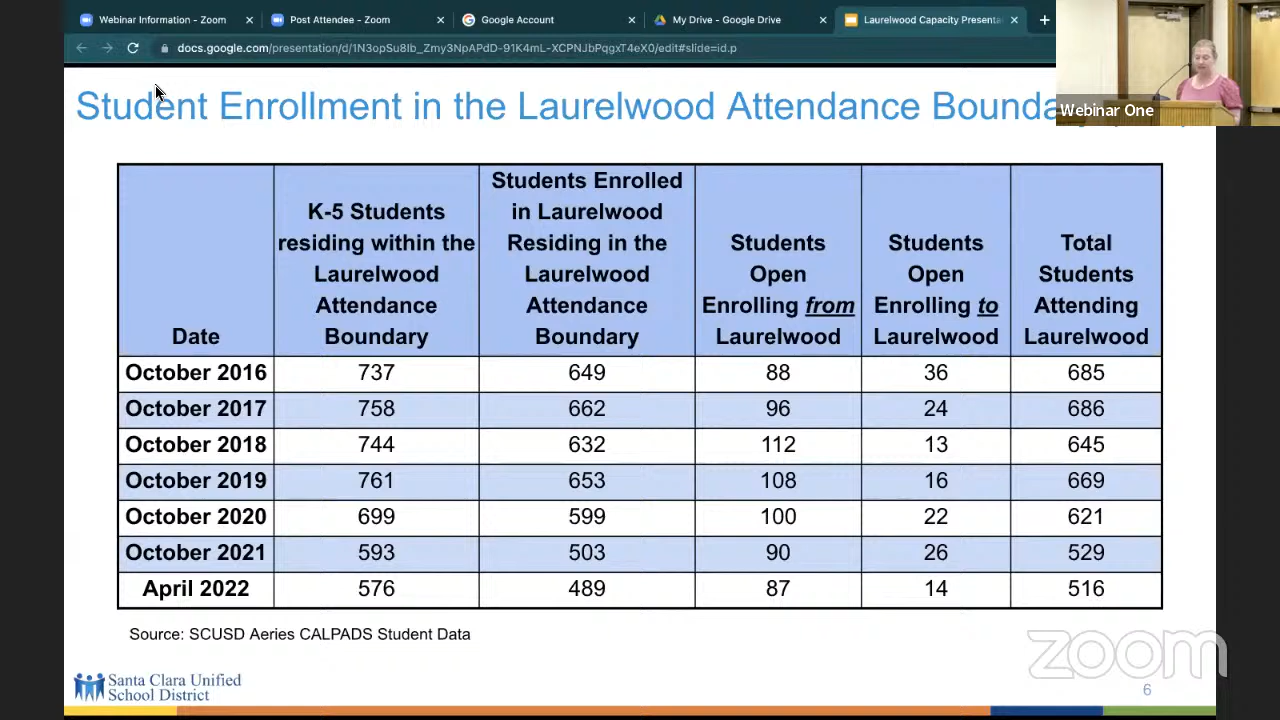 Webinar Information - Zoom
Post Attendee - Zoom
Google Account
My Drive - Google Drive
Laurelwood Capacity Presenta
docs.google.com/presentation/d/1N3opSu8Ib_Zmy3NpAPdD-91K4mL-XCPNJbPqgxT4eX0/edit#slide=id.p
Webinar One
Student Enrollment in the Laurelwood Attendance Bounda
Date
K-5 Students
residing within the
Laurelwood
Attendance
Boundary
Students Enrolled
in Laurelwood
Residing in the
Laurelwood
Attendance
Boundary
Students
Open
Enrolling from
Laurelwood
Students
Open
Enrolling to
Laurelwood
Total
Students
Attending
Laurelwood
October 2016 737 649 88 36 685
October 2017 758 662 96 24 686
October 2018 744 632 112 13 645
October 2019 761 653 108 16 669
October 2020 699 599 100 22 621
October 2021 593 503 90 26 529
April 2022 576 489 87 14 516
Source: SCUSD Aeries CALPADS Student Data
zoom
Santa Clara Unified
School District
6